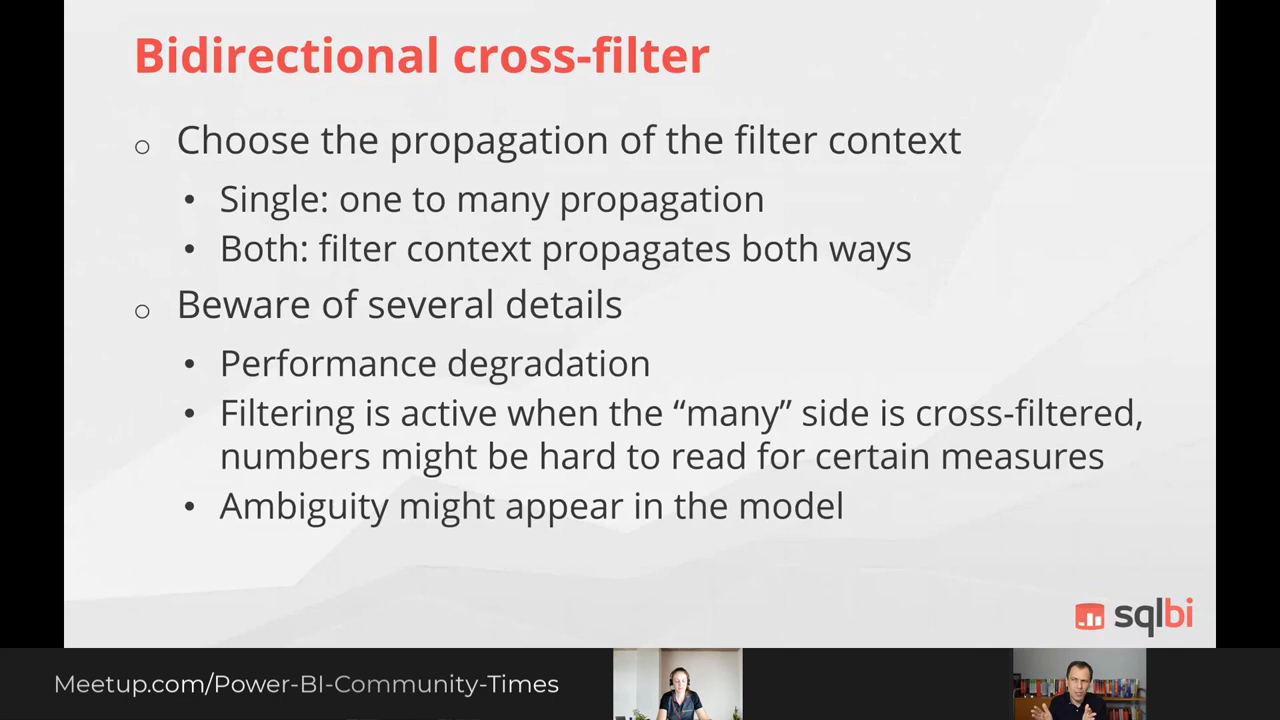 Bidirectional cross-filter
Choose the propagation of the filter context
Single: one to many propagation
Both: filter context propagates both ways
Beware of several details
Performance degradation
Filtering is active when the “many” side is cross-filtered,
numbers might be hard to read for certain measures
Ambiguity might appear in the model
sqlbi
Meetup.com/Power-BI-Community-Times